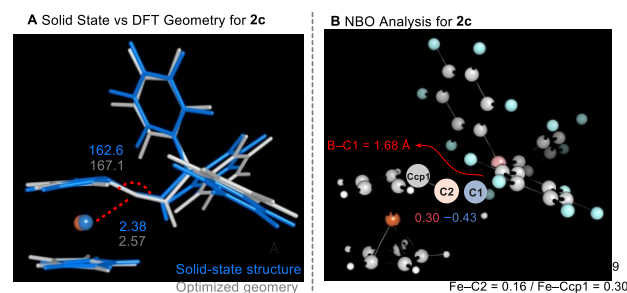 A Solid State vs DFT Geometry for 2c
162.6
167.1
2.38
2.57
Å
Solid-state structure
Optimized geomery
B NBO Analysis for 2c
B–C1 = 1.68 Å
Ccp1
C2
C1
0.30 −0.43
9
Fe–C2 = 0.16 / Fe–Ccp1 = 0.30